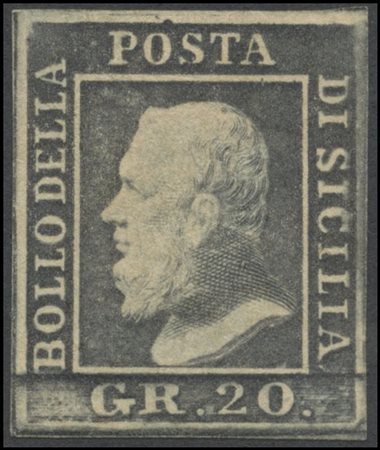 BOLLO DELLA
POSTA
DI SICILIA
GR.20.